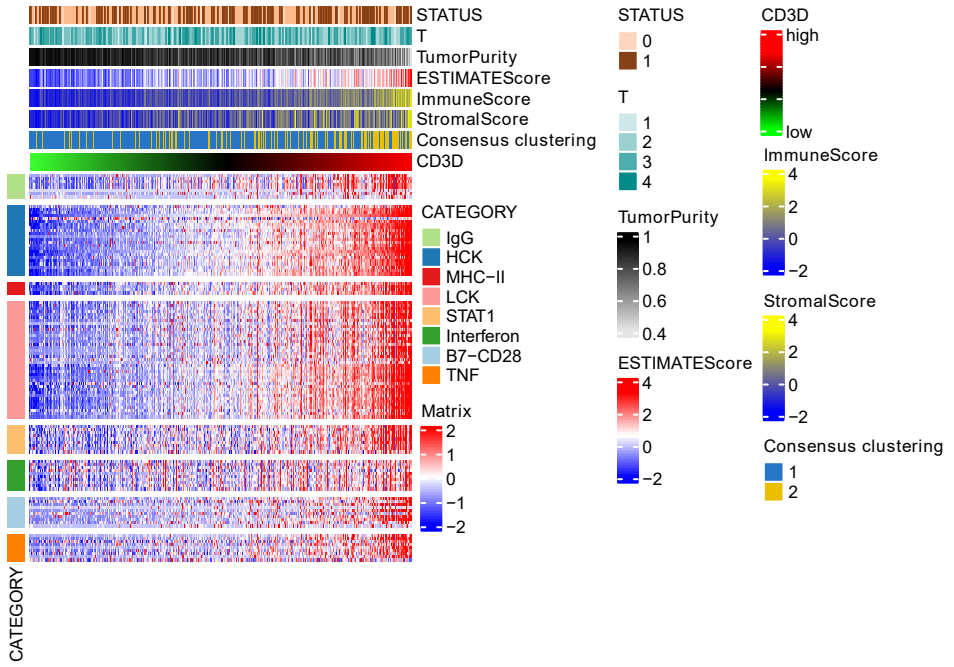 STATUS
T
TumorPurity
ESTIMATEScore
ImmuneScore
StromalScore
Consensus clustering
CD3D
CATEGORY
CATEGORY
IgG
HCK
MHC−II
LCK
STAT1
Interferon
B7−CD28
TNF
Matrix
2
1
0
−1
−2
STATUS
0
1
T
1
2
3
4
TumorPurity
1
0.8
0.6
0.4
ESTIMATEScore
4
2
0
−2
CD3D
high
low
ImmuneScore
4
2
0
−2
StromalScore
4
2
0
−2
Consensus clustering
1
2